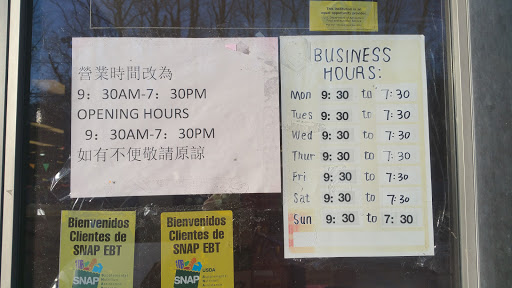 營業時間改為
9：30AM-7：30PM
OPENING HOURS
9：30AM-7：30PM
如有不便敬請原諒
BUSINESS
HOURS:
Mon 9:30 to 7:30
Tues 9:30 to 7:30
Wed 9:30 to 7:30
Thur 9:30 to 7:30
Fri 9:30 to 7:30
Sat 9:30 to 7:30
Sun 9:30 to 7:30
Bienvenidos
Clientes de
SNAP EBT
SNAP
Bienvenidos
Clientes de
SNAP EBT
SNAP
USDA